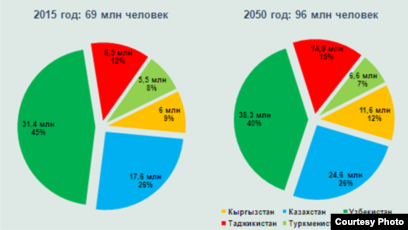 2015 год: 69 млн человек
2050 год: 96 млн человек
8,5 млн
12%
5,5 млн
8%
6 млн
9%
17,6 млн
26%
31,4 млн
45%
14,9 млн
15%
6,6 млн
7%
11,6 млн
12%
24,6 млн
26%
38,3 млн
40%
Кыргызстан Казахстан Узбекистан
Таджикистан Туркменист
Courtesy Photo